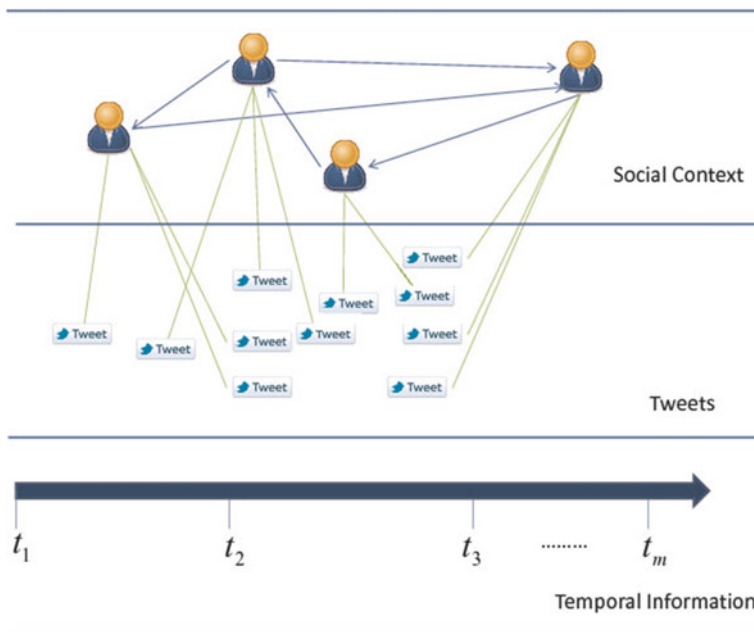 Social Context
Tweet
Tweet
Tweet
Tweet
Tweet
Tweet
Tweet
Tweet
Tweet
Tweet
Tweet
Tweets
t1 t2 t3 ......... tm
Temporal Information